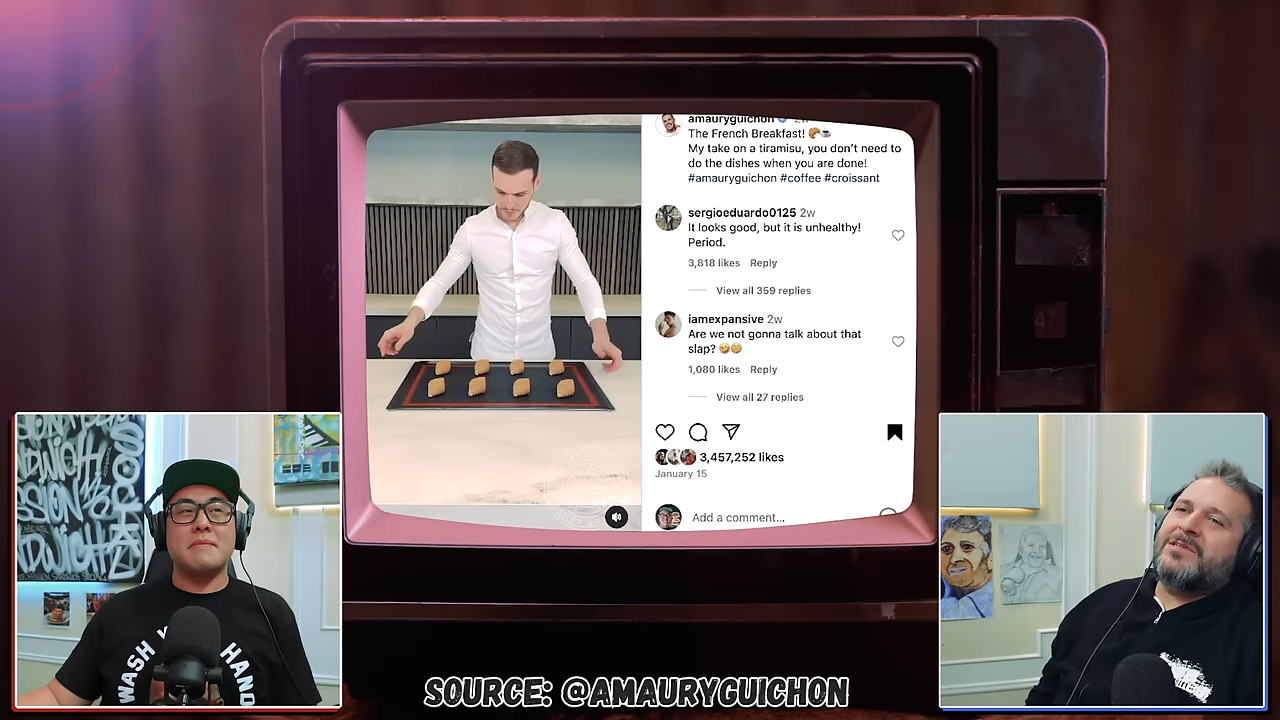 amauryguichon 2w
The French Breakfast! 🥐☕
My take on a tiramisu, you don't need to
do the dishes when you are done!
#amauryguichon #coffee #croissant
sergioeduardo0125 2w
It looks good, but it is unhealthy!
Period.
3,818 likes Reply
View all 359 replies
iamexpansive 2w
Are we not gonna talk about that
slap? 🤣🤭
1,080 likes Reply
View all 27 replies
3,457,252 likes
January 15
Add a comment...
47
WASH
HAND
SOURCE: @AMAURYGUICHON